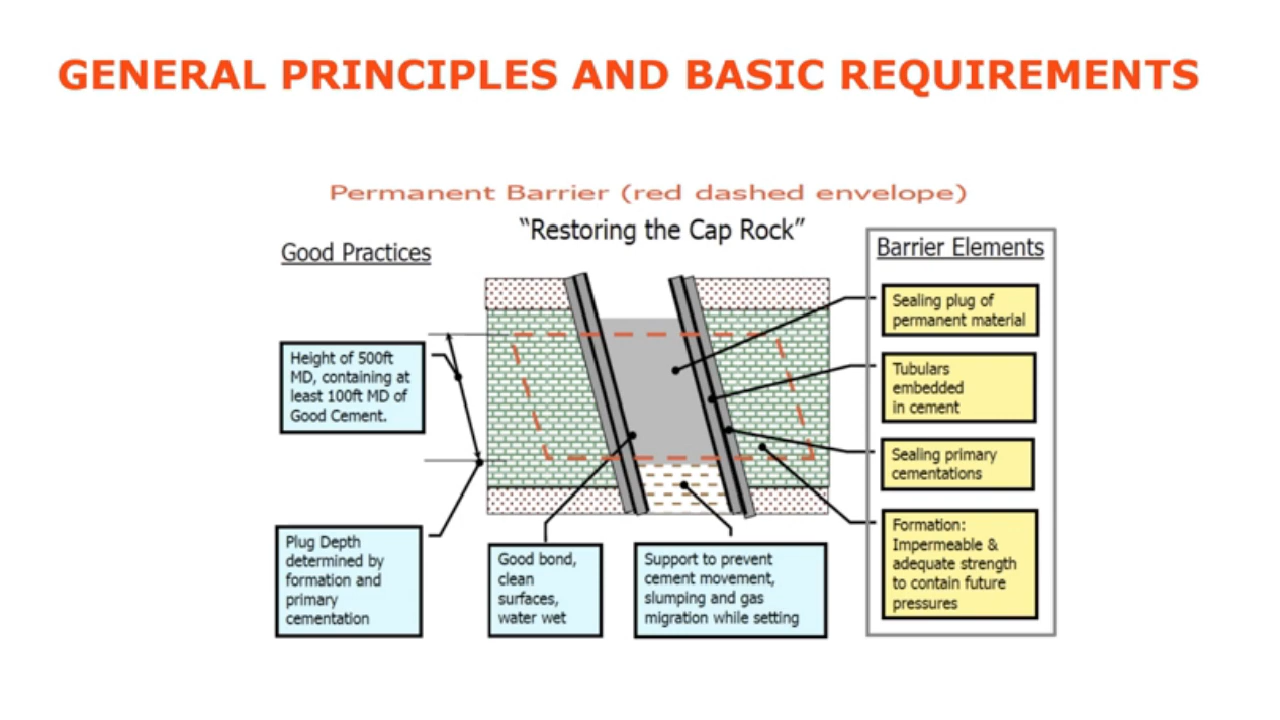 GENERAL PRINCIPLES AND BASIC REQUIREMENTS
Permanent Barrier (red dashed envelope)
“Restoring the Cap Rock”
Good Practices
Height of 500ft
MD, containing at
least 100ft MD of
Good Cement.
Plug Depth
determined by
formation and
primary
cementation
Good bond,
clean
surfaces,
water wet
Support to prevent
cement movement,
slumping and gas
migration while setting
Barrier Elements
Sealing plug of
permanent material
Tubulars
embedded
in cement
Sealing primary
cementations
Formation:
Impermeable &
adequate strength
to contain future
pressures